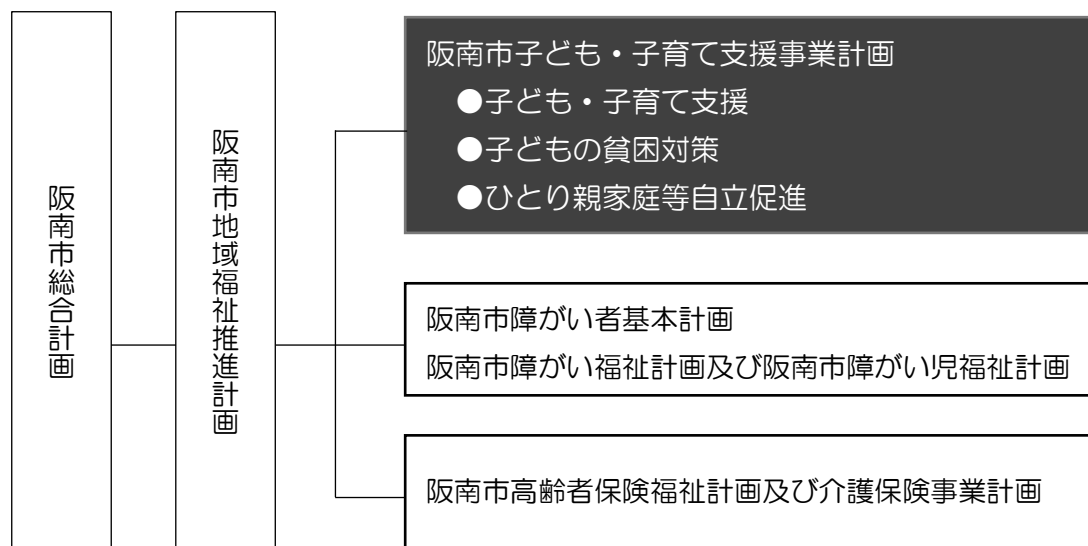 阪南市総合計画
阪南市地域福祉推進計画
阪南市子ども・子育て支援事業計画
●子ども・子育て支援
●子どもの貧困対策
●ひとり親家庭等自立促進
阪南市障がい者基本計画
阪南市障がい福祉計画及び阪南市障がい児福祉計画
阪南市高齢者保険福祉計画及び介護保険事業計画